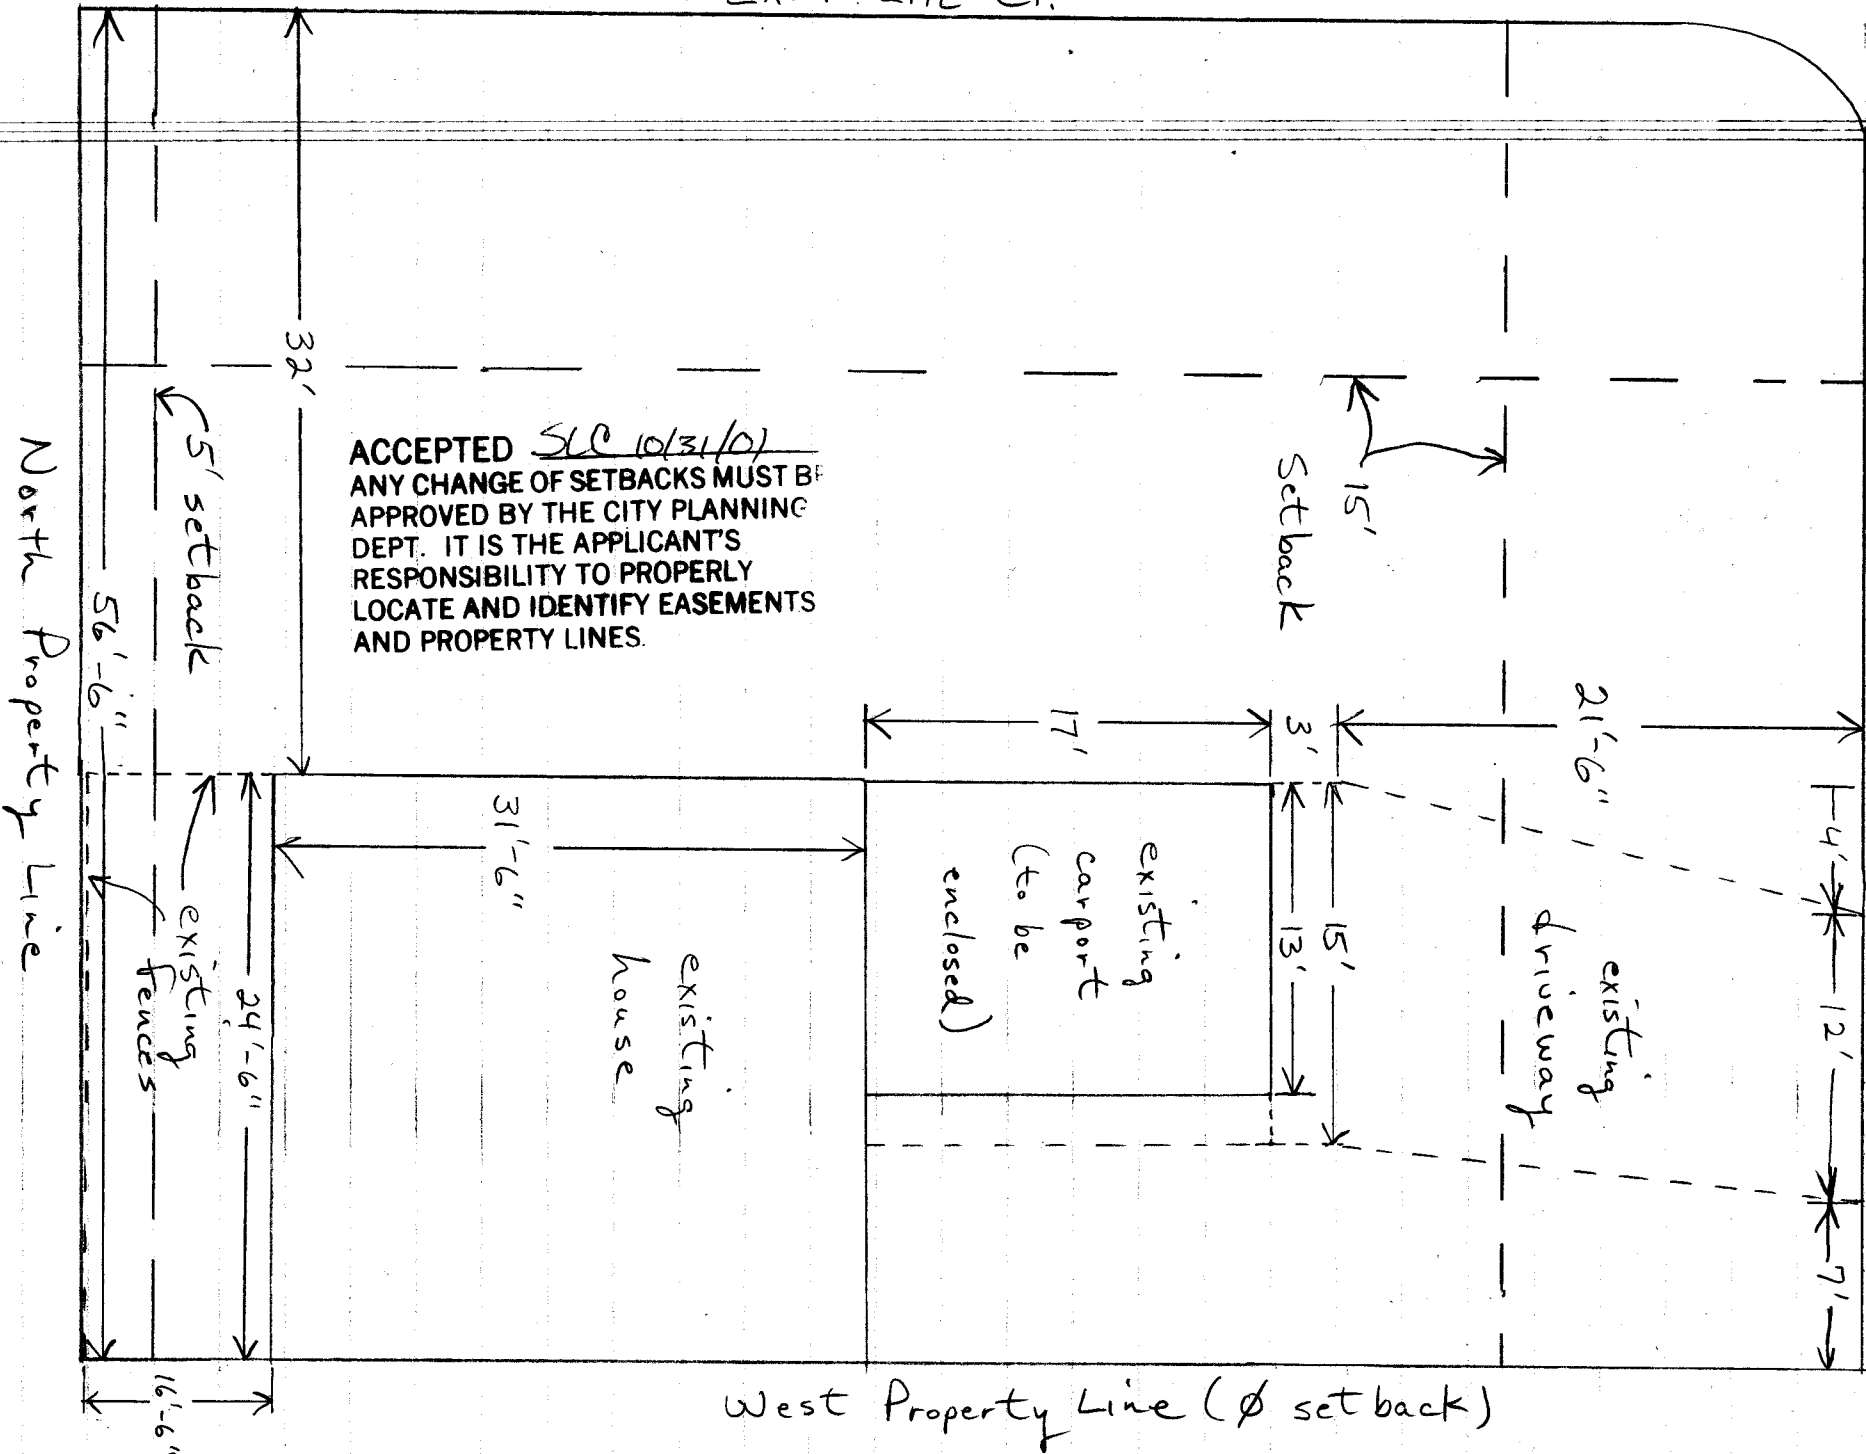 32'
15'
Setback
5' setback
ACCEPTED SLC 10/31/01
ANY CHANGE OF SETBACKS MUST BE
APPROVED BY THE CITY PLANNING
DEPT. IT IS THE APPLICANT'S
RESPONSIBILITY TO PROPERLY
LOCATE AND IDENTIFY EASEMENTS
AND PROPERTY LINES.
North Property Line
56'-6"
17'
3'
21'-6"
4'
12'
7'
31'-6"
existing
carport
(to be
enclosed)
13'
15'
existing
driveway
existing
house
existing
fences
24'-6"
16'-6"
West Property Line (Ø setback)